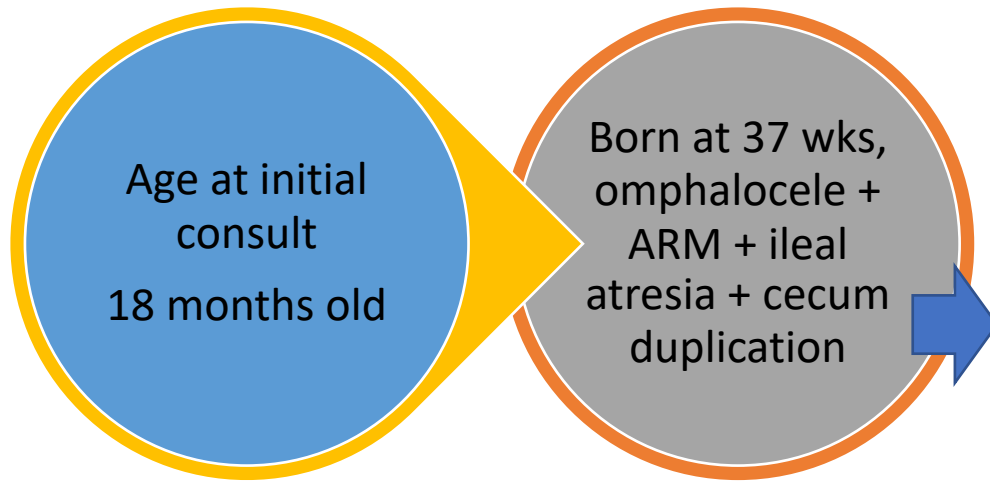 Age at initial
consult
18 months old
Born at 37 wks,
omphalocele +
ARM + ileal
atresia + cecum
duplication